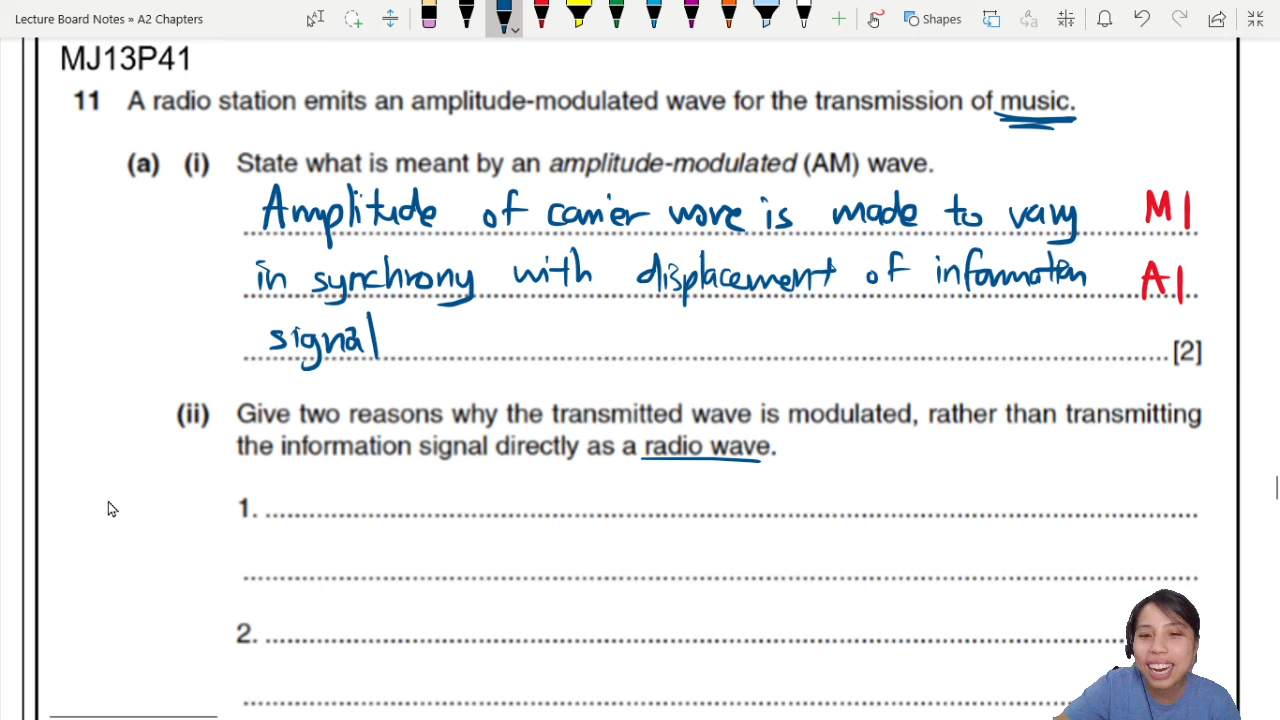 Lecture Board Notes » A2 Chapters
Shapes
MJ13P41
11 A radio station emits an amplitude-modulated wave for the transmission of music.
(a) (i) State what is meant by an amplitude-modulated (AM) wave.
Amplitude of carrier wave is made to vary M1
in synchrony with displacement of information A1
signal
[2]
(ii) Give two reasons why the transmitted wave is modulated, rather than transmitting
the information signal directly as a radio wave.
1.
2.